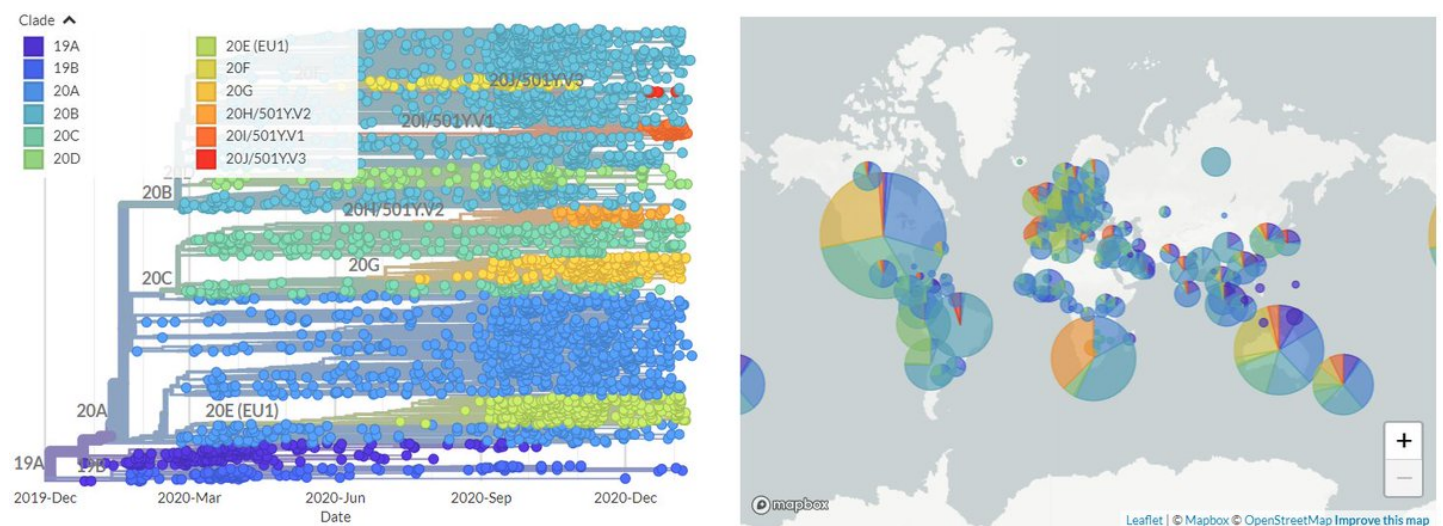 Clade
19A
19B
20A
20B
20C
20D
20E (EU1)
20F
20G
20H/501Y.V2
20I/501Y.V1
20J/501Y.V3
20J/501Y.V3
20I/501Y.V1
20D
20B
20H/501Y.V2
20G
20C
20A
20E (EU1)
19A
19B
2019-Dec
2020-Mar
2020-Jun
2020-Sep
2020-Dec
Date
+
−
mapbox
Leaflet | © Mapbox © OpenStreetMap Improve this map